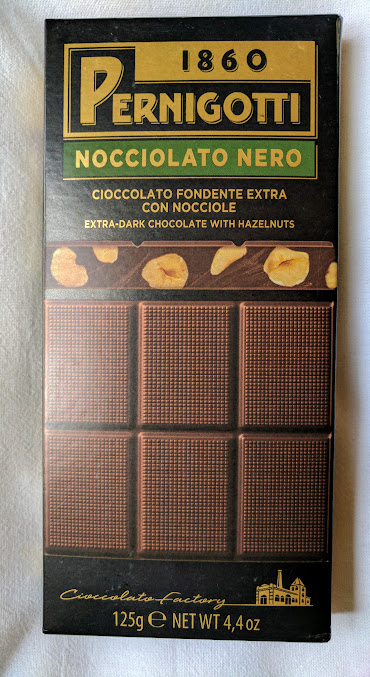 1860
PERNIGOTTI
NOCCIOLATO NERO
CIOCCOLATO FONDENTE EXTRA
CON NOCCIOLE
EXTRA-DARK CHOCOLATE WITH HAZELNUTS
Cioccolato Factory
125g ℮ NET WT 4,4 oz